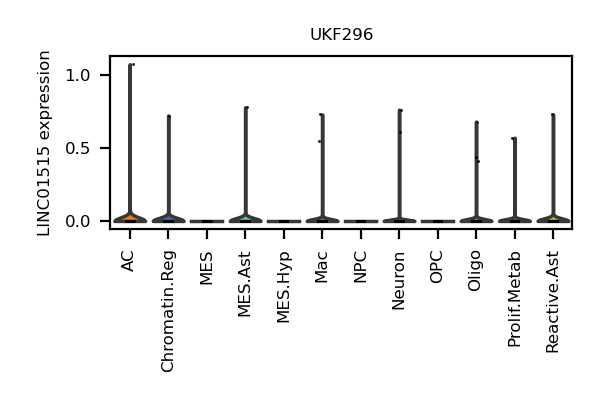 UKF296
LINC01515 expression
1.0
0.5
0.0
AC
Chromatin.Reg
MES
MES.Ast
MES.Hyp
Mac
NPC
Neuron
OPC
Oligo
Prolif.Metab
Reactive.Ast